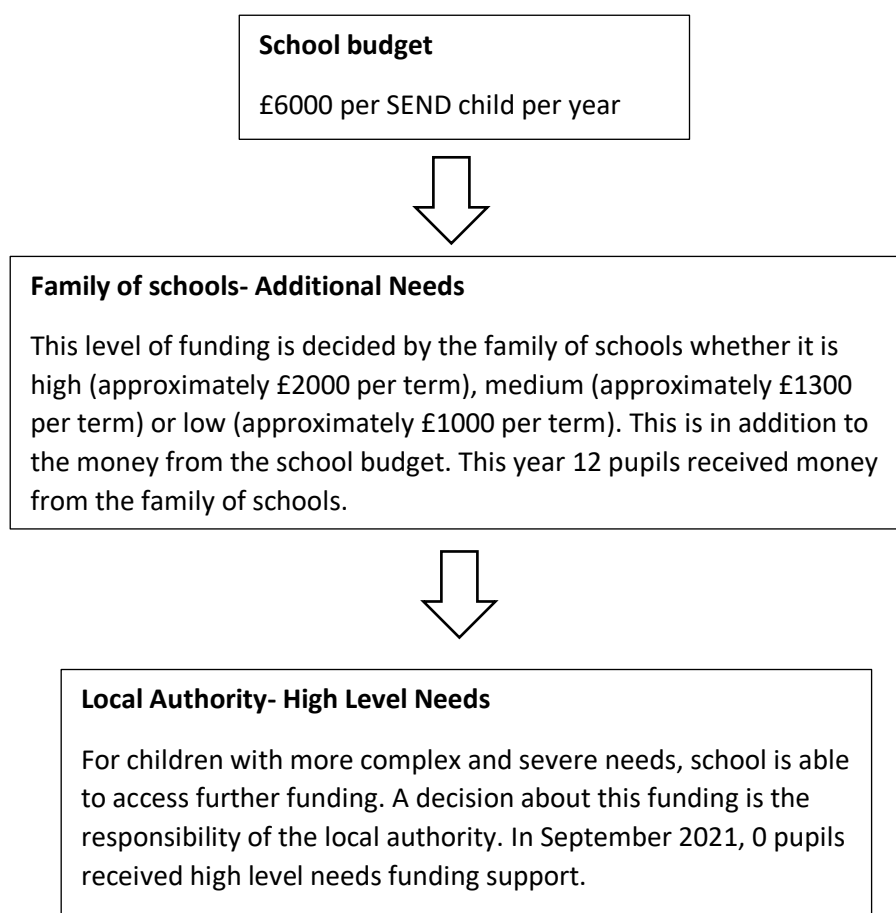 School budget
£6000 per SEND child per year
Family of schools- Additional Needs
This level of funding is decided by the family of schools whether it is
high (approximately £2000 per term), medium (approximately £1300
per term) or low (approximately £1000 per term). This is in addition to
the money from the school budget. This year 12 pupils received money
from the family of schools.
Local Authority- High Level Needs
For children with more complex and severe needs, school is able
to access further funding. A decision about this funding is the
responsibility of the local authority. In September 2021, 0 pupils
received high level needs funding support.